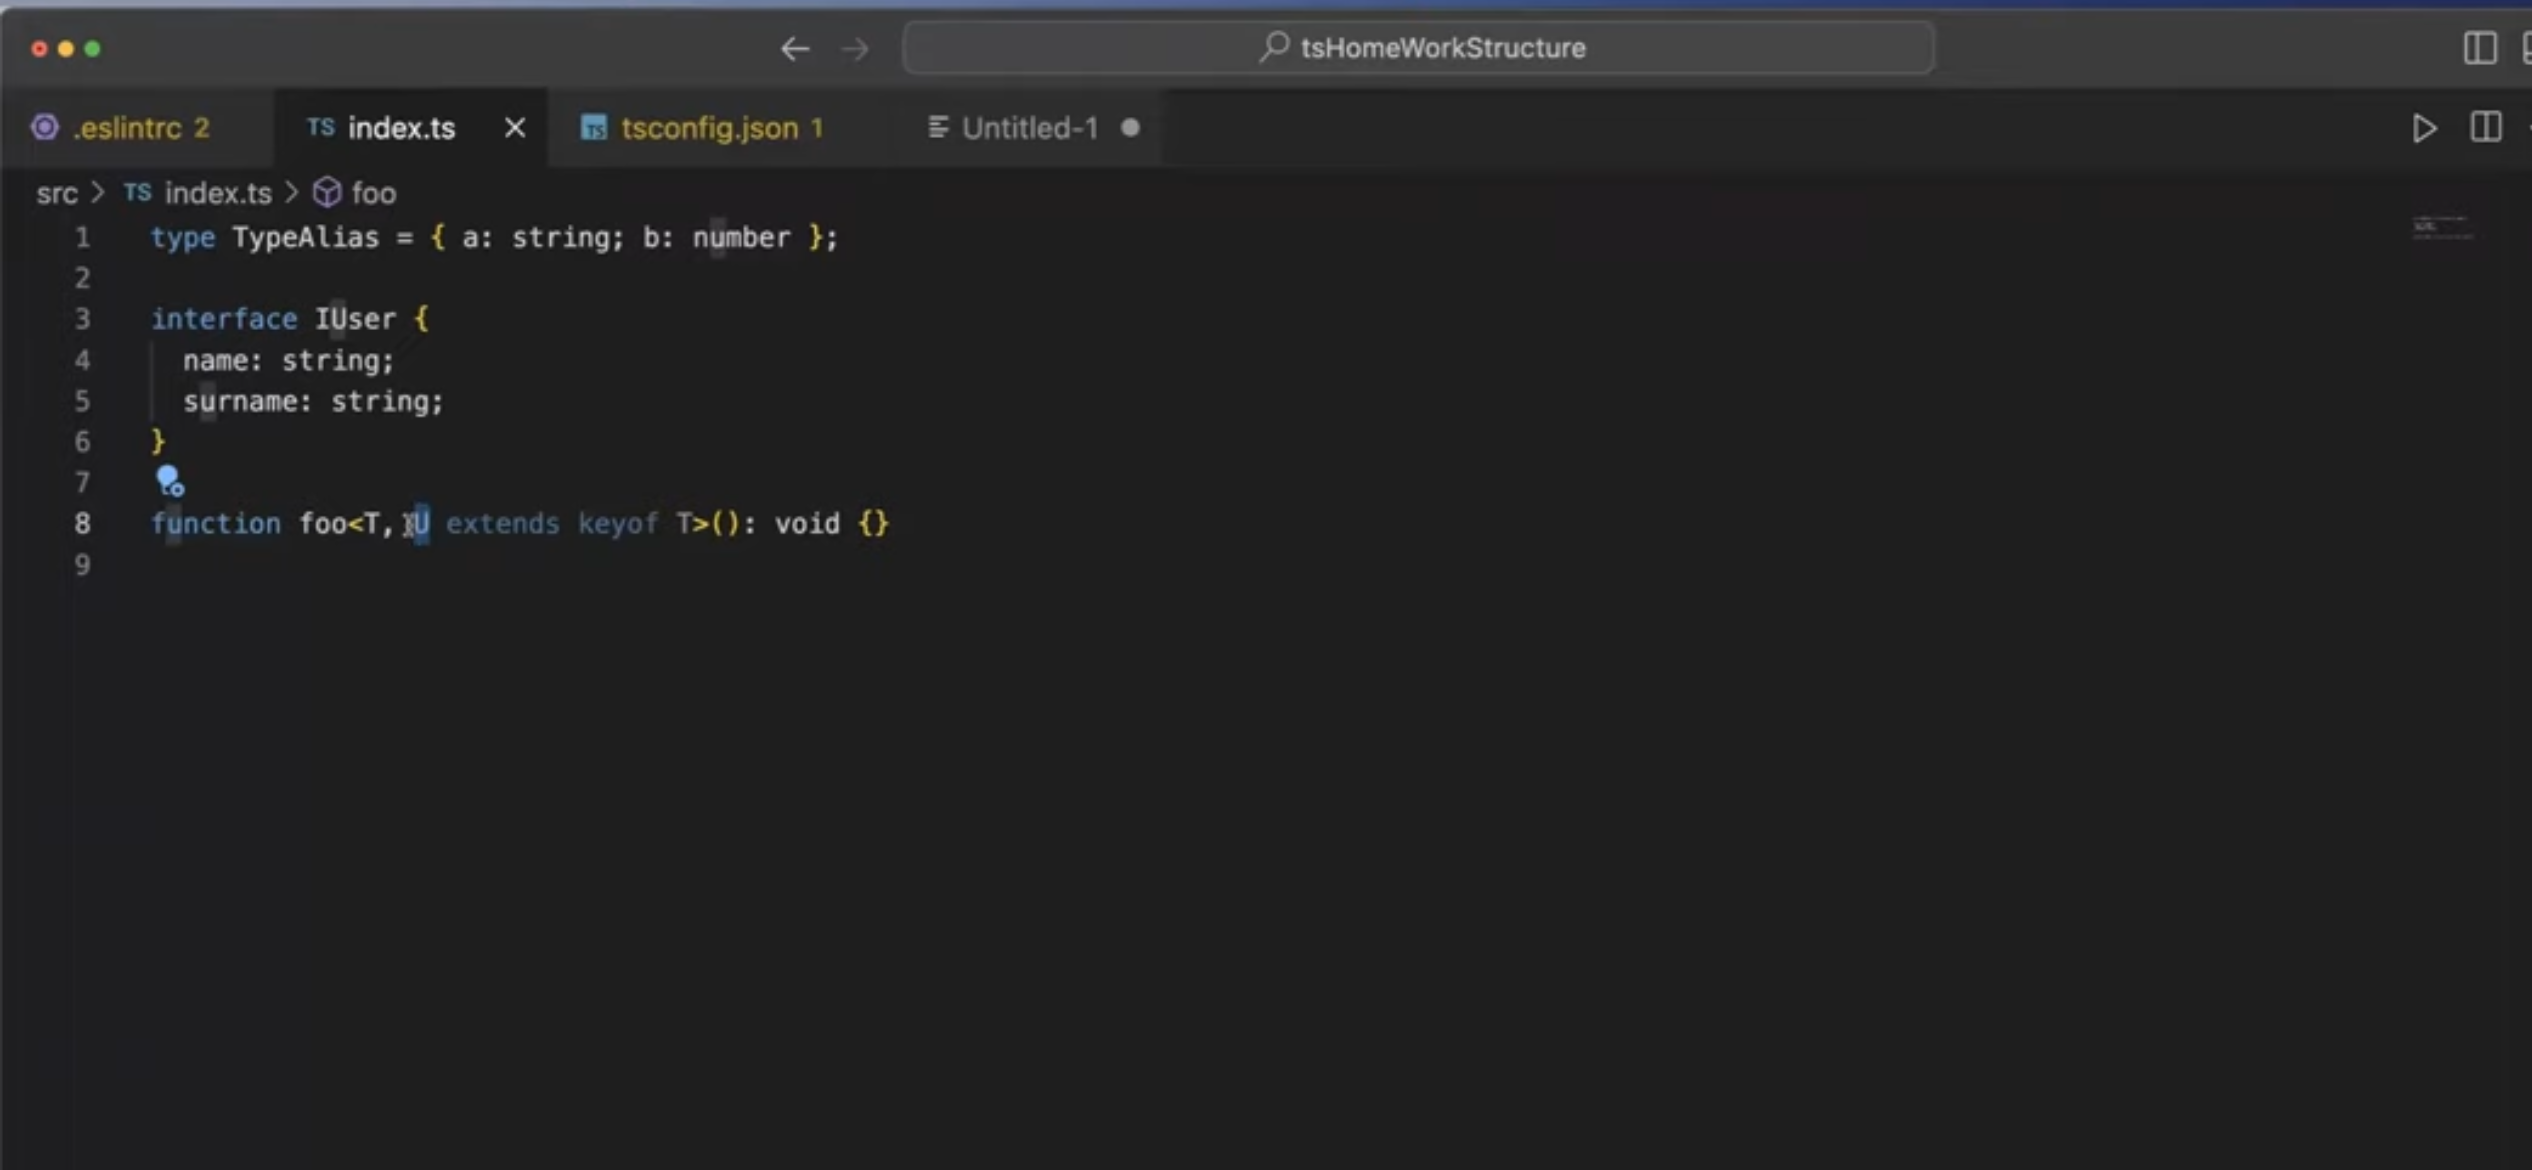 tsHomeWorkStructure
.eslintrc 2 TS index.ts TS tsconfig.json 1 Untitled-1
src > TS index.ts > foo
1 type TypeAlias = { a: string; b: number };
2
3 interface IUser {
4 name: string;
5 surname: string;
6 }
7
8 function foo<T, U extends keyof T>(): void {}
9